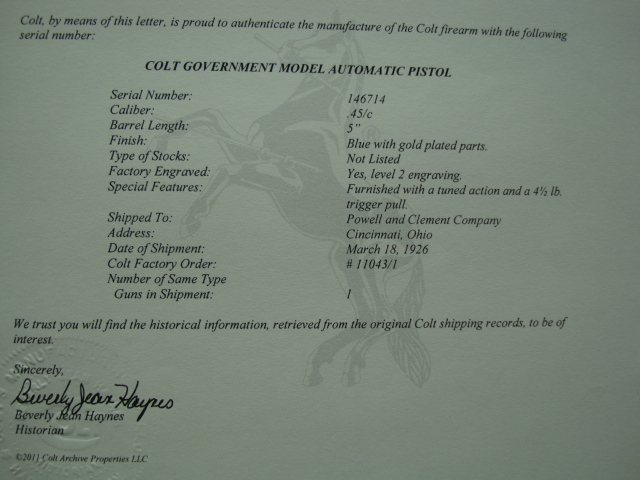 Colt, by means of this letter, is proud to authenticate the manufacture of the Colt firearm with the following
serial number:
COLT GOVERNMENT MODEL AUTOMATIC PISTOL
Serial Number: 146714
Caliber: .45/c
Barrel Length: 5"
Finish: Blue with gold plated parts.
Type of Stocks: Not Listed
Factory Engraved: Yes, level 2 engraving.
Special Features: Furnished with a tuned action and a 4½ lb.
trigger pull.
Shipped To: Powell and Clement Company
Address: Cincinnati, Ohio
Date of Shipment: March 18, 1926
Colt Factory Order: # 11043/1
Number of Same Type
Guns in Shipment: 1
We trust you will find the historical information, retrieved from the original Colt shipping records, to be of
interest.
Sincerely,
Beverly Jean Haynes
Beverly Jean Haynes
Historian
©2011 Colt Archive Properties LLC